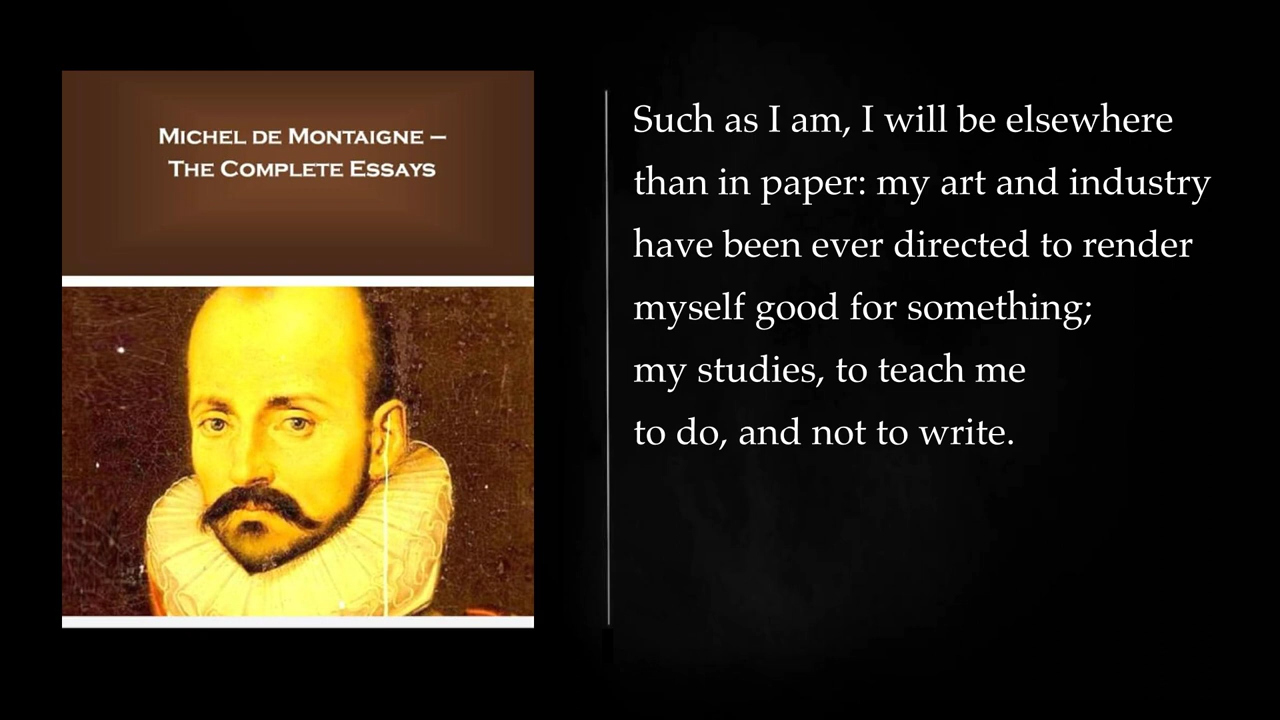 MICHEL DE MONTAIGNE –
THE COMPLETE ESSAYS
Such as I am, I will be elsewhere
than in paper: my art and industry
have been ever directed to render
myself good for something;
my studies, to teach me
to do, and not to write.